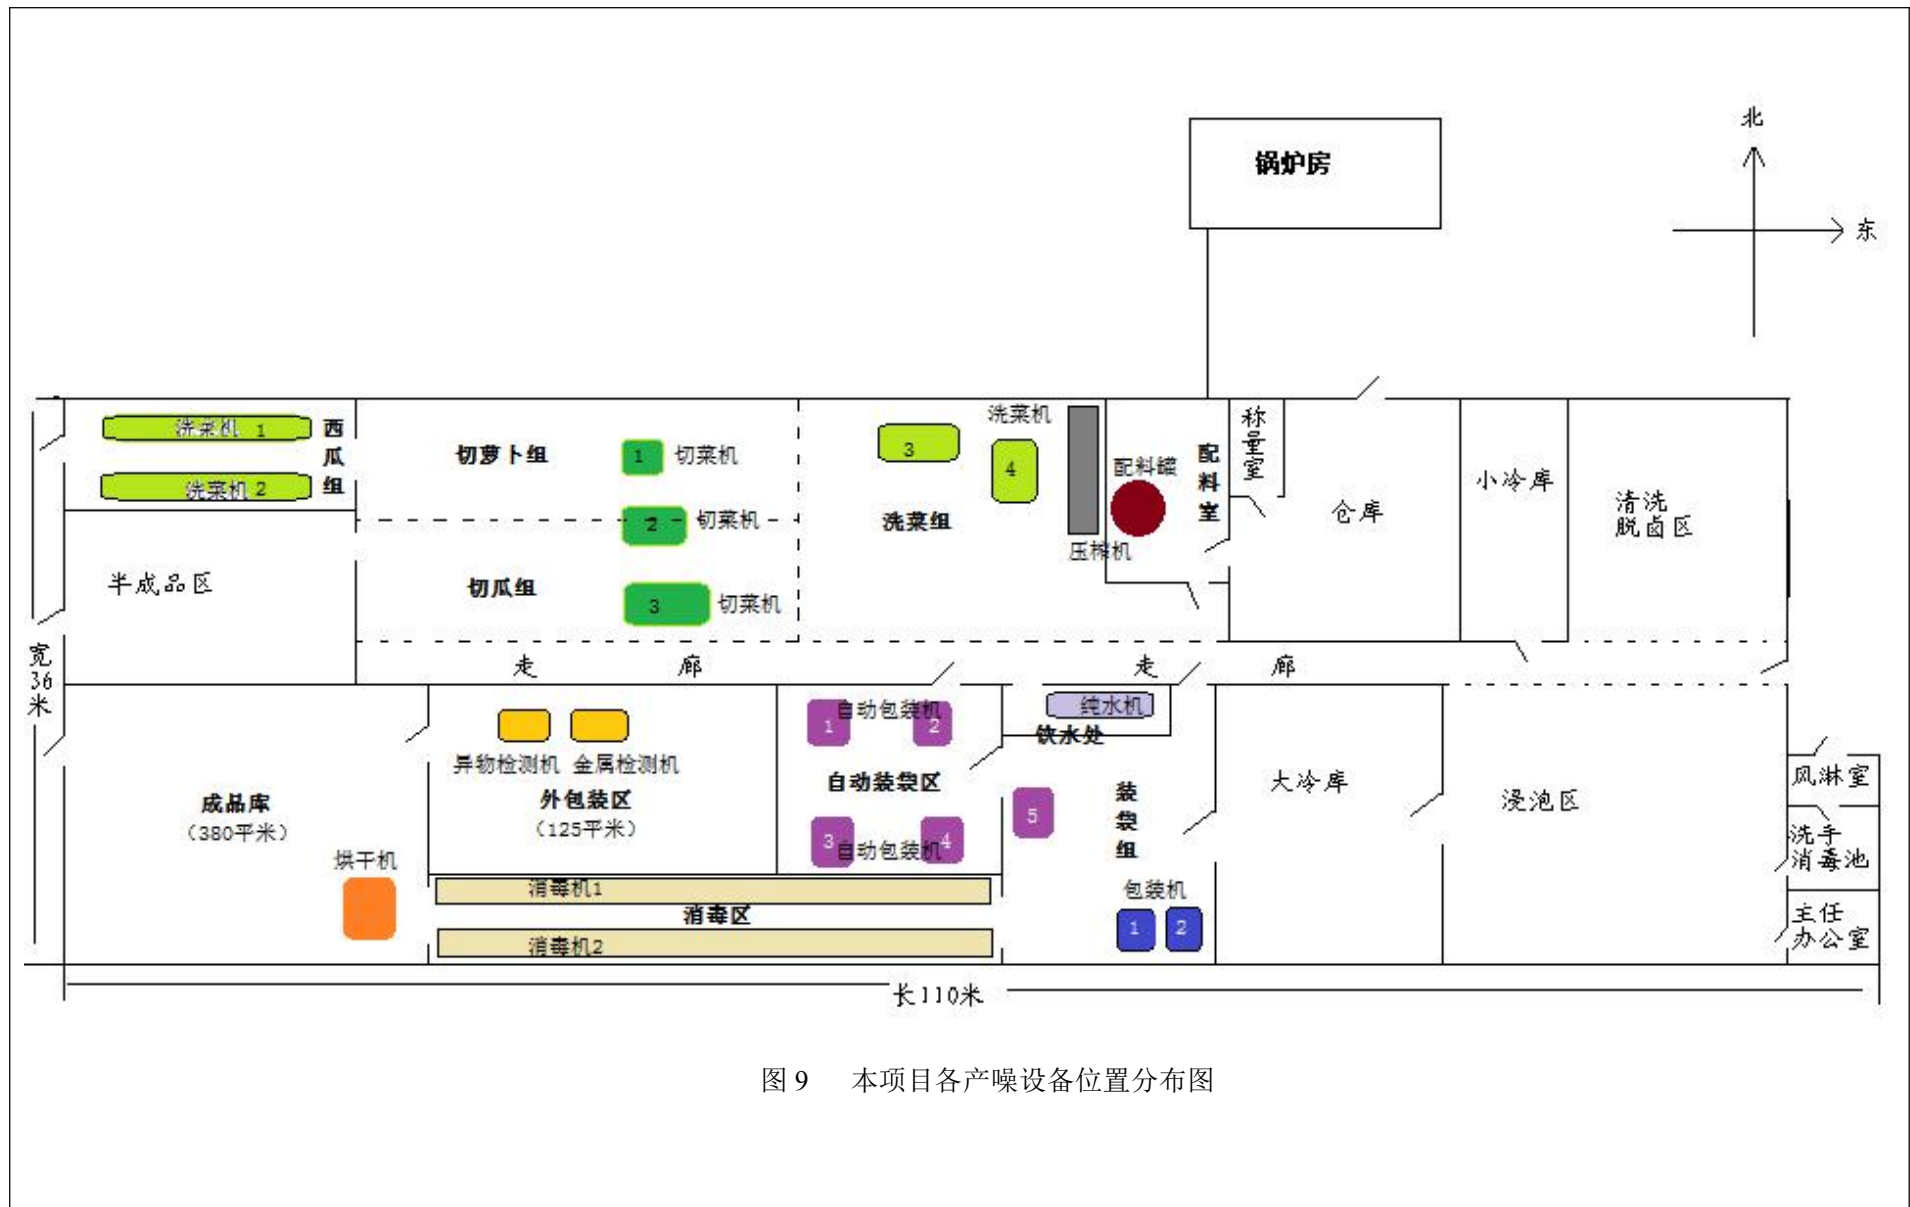 北
东
锅炉房
洗菜机 1
洗菜机 2
西
瓜
组
切萝卜组
1
切菜机
2
切菜机
切瓜组
3
切菜机
3
洗菜机
4
洗菜组
压榨机
配料罐
配
料
室
称
量
室
仓库
小冷库
清洗
脱卤区
半成品区
宽
36
米
走 廊
走 廊
成品库
（380平米）
烘干机
异物检测机 金属检测机
外包装区
（125平米）
自动包装机
1
2
自动装袋区
3
4
自动包装机
纯水机
饮水处
5
装
袋
组
包装机
1
2
消毒机1
消毒区
消毒机2
大冷库
浸泡区
风淋室
洗手
消毒池
主任
办公室
长110米
图 9 本项目各产噪设备位置分布图